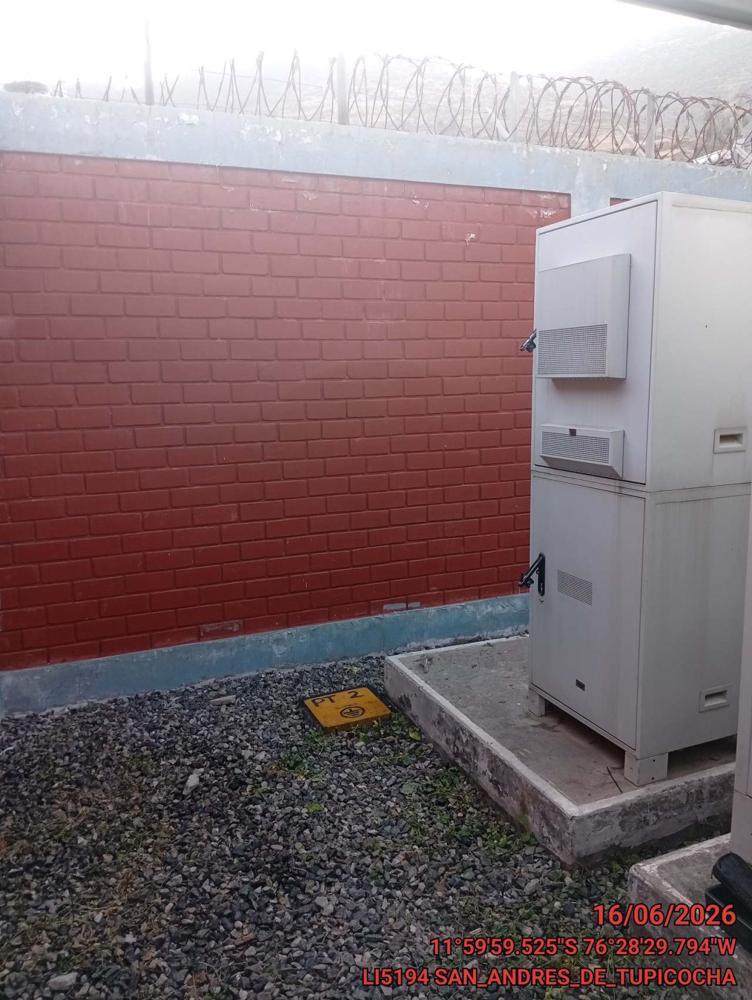 PT 2
16/06/2026
11°59'59.525"S 76°28'29.794"W
LI5194 SAN_ANDRES_DE_TUPICOCHA